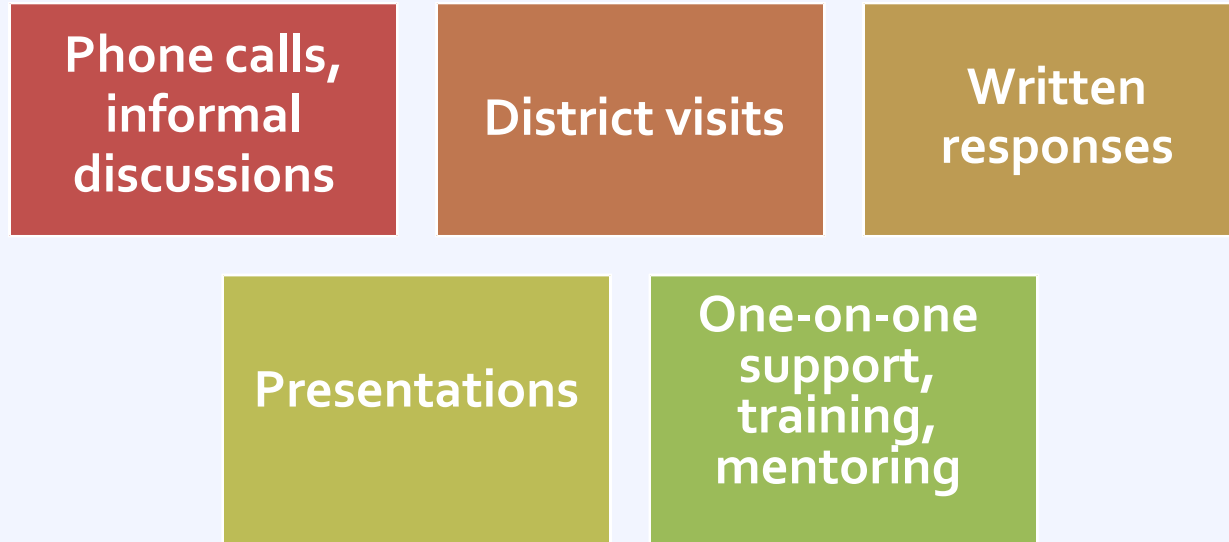 Phone calls,
informal
discussions
District visits
Written
responses
Presentations
One-on-one
support,
training,
mentoring